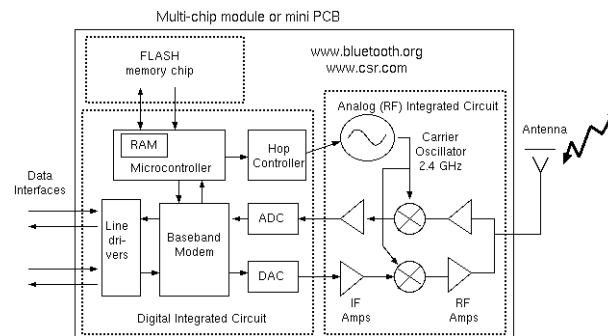 Multi-chip module or mini PCB
FLASH
memory chip
www.bluetooth.org
www.csr.com
Analog (RF) Integrated Circuit
Antenna
RAM
Microcontroller
Hop
Controller
Carrier
Oscillator
2.4 GHz
Data
Interfaces
Line
dri-
vers
Baseband
Modem
ADC
DAC
IF
Amps
RF
Amps
Digital Integrated Circuit